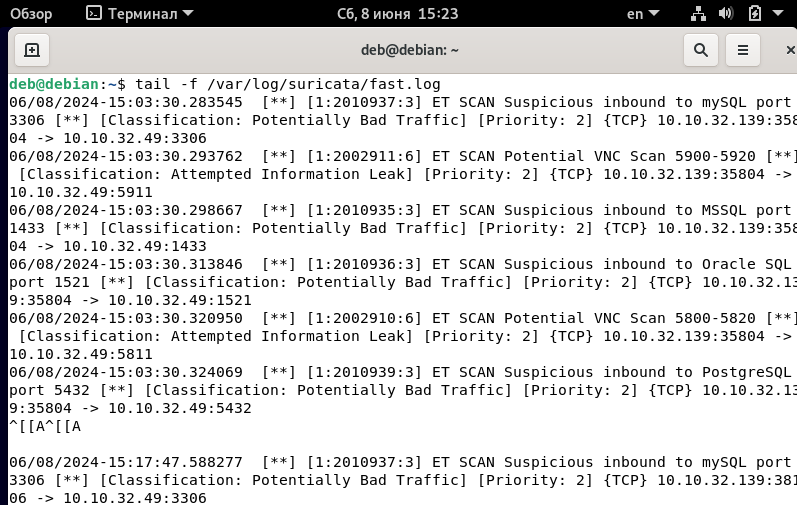 Обзор Терминал Сб, 8 июня 15:23 en
deb@debian: ~
deb@debian:~$ tail -f /var/log/suricata/fast.log
06/08/2024-15:03:30.283545  [**] [1:2010937:3] ET SCAN Suspicious inbound to mySQL port
3306 [**] [Classification: Potentially Bad Traffic] [Priority: 2] {TCP} 10.10.32.139:358
04 -> 10.10.32.49:3306
06/08/2024-15:03:30.293762  [**] [1:2002911:6] ET SCAN Potential VNC Scan 5900-5920 [**]
 [Classification: Attempted Information Leak] [Priority: 2] {TCP} 10.10.32.139:35804 ->
10.10.32.49:5911
06/08/2024-15:03:30.298667  [**] [1:2010935:3] ET SCAN Suspicious inbound to MSSQL port
1433 [**] [Classification: Potentially Bad Traffic] [Priority: 2] {TCP} 10.10.32.139:358
04 -> 10.10.32.49:1433
06/08/2024-15:03:30.313846  [**] [1:2010936:3] ET SCAN Suspicious inbound to Oracle SQL
port 1521 [**] [Classification: Potentially Bad Traffic] [Priority: 2] {TCP} 10.10.32.13
9:35804 -> 10.10.32.49:1521
06/08/2024-15:03:30.320950  [**] [1:2002910:6] ET SCAN Potential VNC Scan 5800-5820 [**]
 [Classification: Attempted Information Leak] [Priority: 2] {TCP} 10.10.32.139:35804 ->
10.10.32.49:5811
06/08/2024-15:03:30.324069  [**] [1:2010939:3] ET SCAN Suspicious inbound to PostgreSQL
port 5432 [**] [Classification: Potentially Bad Traffic] [Priority: 2] {TCP} 10.10.32.13
9:35804 -> 10.10.32.49:5432
^[[A^[[A
06/08/2024-15:17:47.588277  [**] [1:2010937:3] ET SCAN Suspicious inbound to mySQL port
3306 [**] [Classification: Potentially Bad Traffic] [Priority: 2] {TCP} 10.10.32.139:381
06 -> 10.10.32.49:3306